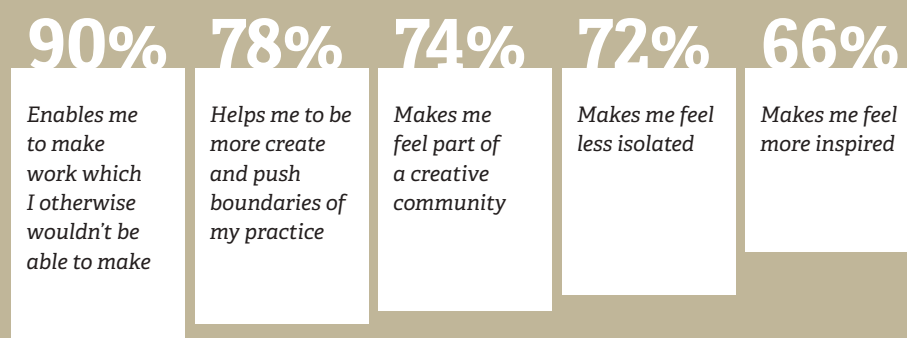 90%
Enables me
to make
work which
I otherwise
wouldn't be
able to make
78%
Helps me to be
more create
and push
boundaries of
my practice
74%
Makes me
feel part of
a creative
community
72%
Makes me feel
less isolated
66%
Makes me feel
more inspired